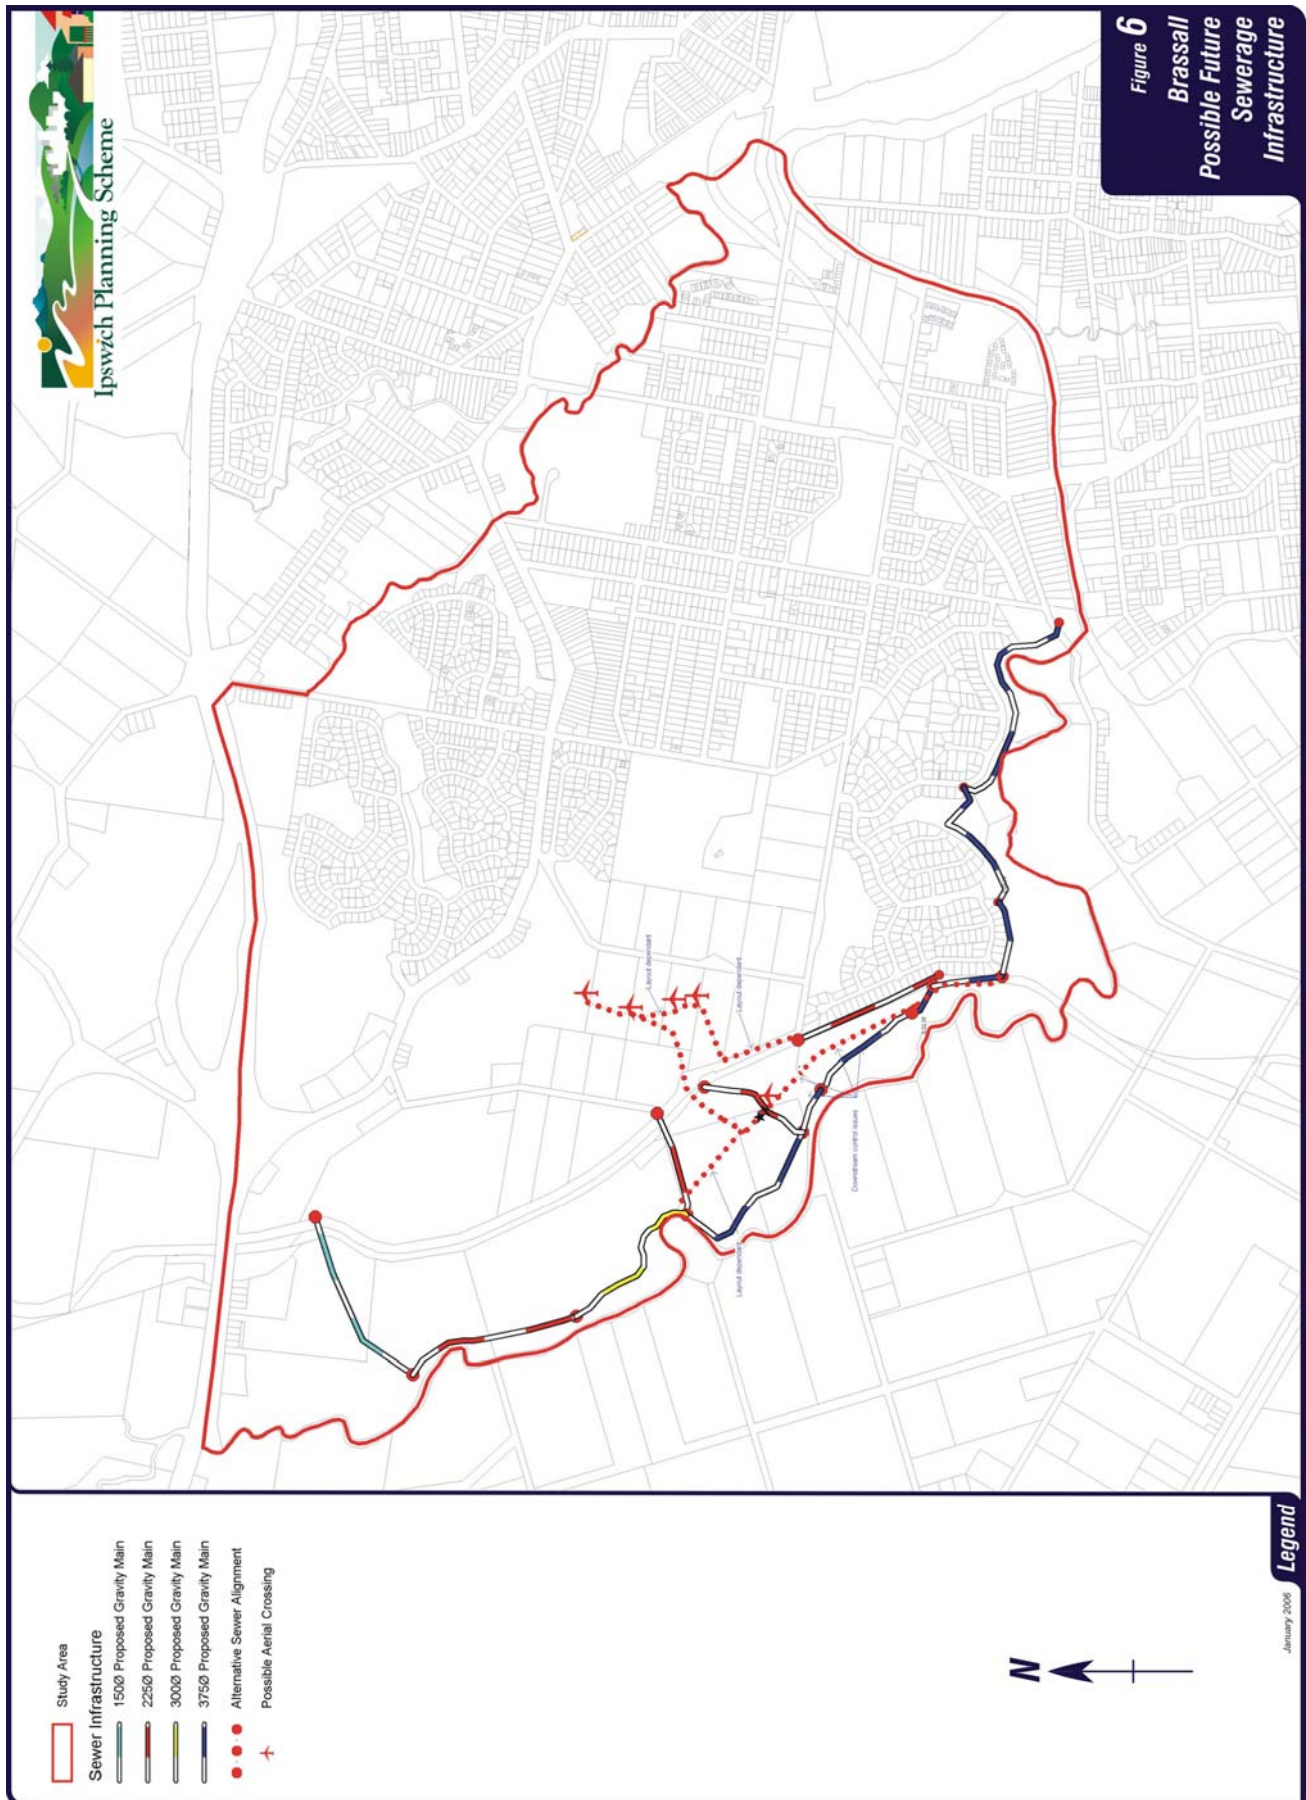 Ipswich Planning Scheme
Figure 6
Brassall
Possible Future
Sewerage
Infrastructure
Layout dependant
Layout dependant
Layout dependant
Downstream control issues
Study Area
Sewer Infrastructure
150Ø Proposed Gravity Main
225Ø Proposed Gravity Main
300Ø Proposed Gravity Main
375Ø Proposed Gravity Main
Alternative Sewer Alignment
Possible Aerial Crossing
N
Legend
January 2006